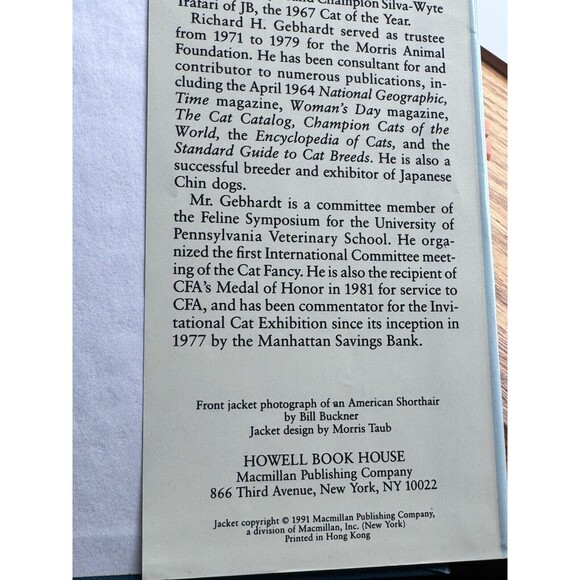 and Champion Silva-Wyte
Trafari of JB, the 1967 Cat of the Year.
Richard H. Gebhardt served as trustee
from 1971 to 1979 for the Morris Animal
Foundation. He has been consultant for and
contributor to numerous publications, in-
cluding the April 1964 National Geographic,
Time magazine, Woman's Day magazine,
The Cat Catalog, Champion Cats of the
World, the Encyclopedia of Cats, and the
Standard Guide to Cat Breeds. He is also a
successful breeder and exhibitor of Japanese
Chin dogs.
Mr. Gebhardt is a committee member of
the Feline Symposium for the University of
Pennsylvania Veterinary School. He orga-
nized the first International Committee meet-
ing of the Cat Fancy. He is also the recipient of
CFA's Medal of Honor in 1981 for service to
CFA, and has been commentator for the Invi-
tational Cat Exhibition since its inception in
1977 by the Manhattan Savings Bank.
Front jacket photograph of an American Shorthair
by Bill Buckner
Jacket design by Morris Taub
HOWELL BOOK HOUSE
Macmillan Publishing Company
866 Third Avenue, New York, NY 10022
Jacket copyright © 1991 Macmillan Publishing Company,
a division of Macmillan, Inc. (New York)
Printed in Hong Kong